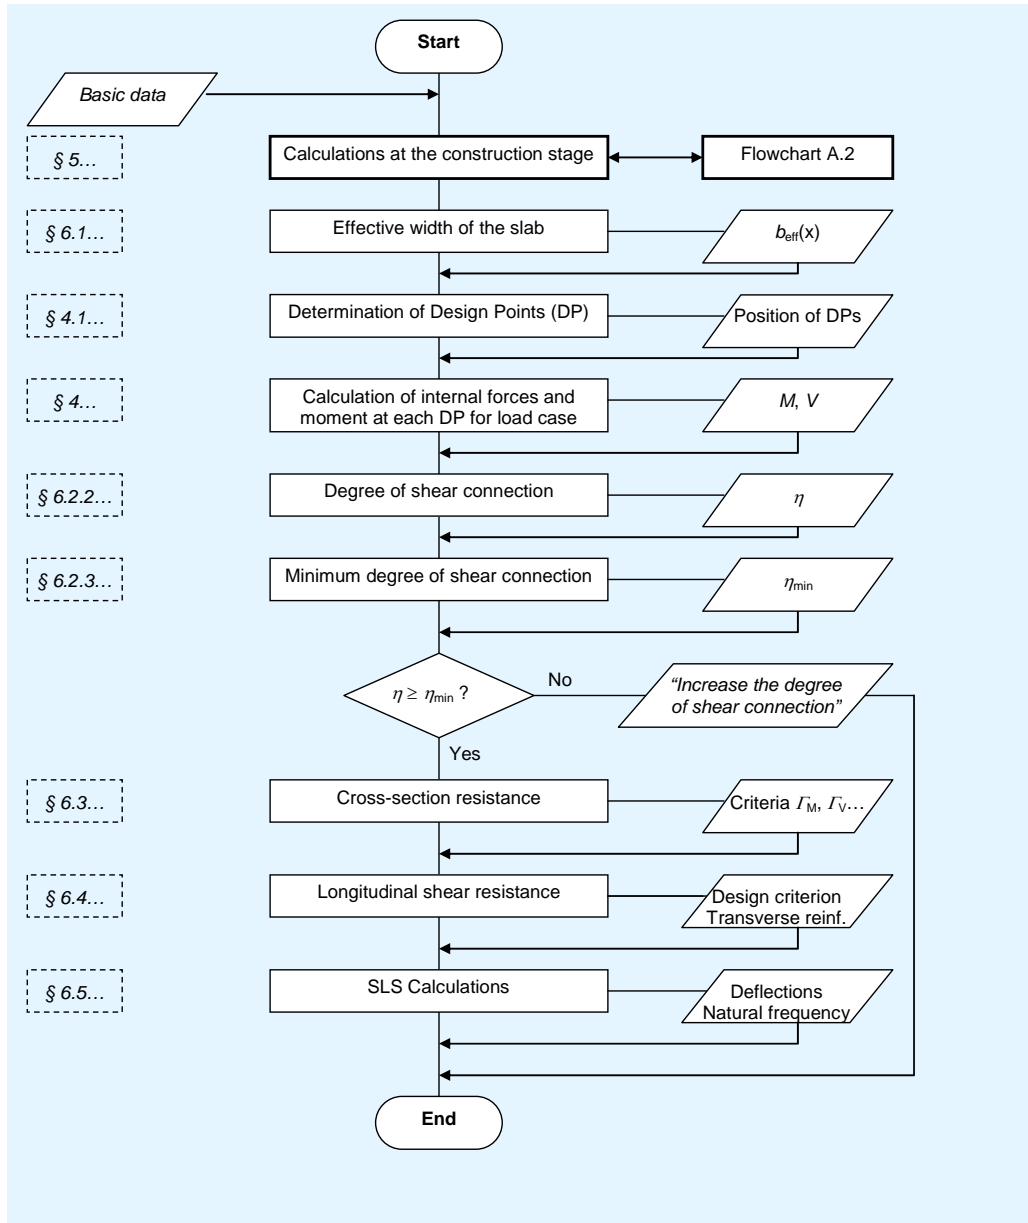 Start
Basic data
§ 5…
Calculations at the construction stage
Flowchart A.2
§ 6.1…
Effective width of the slab
beff(x)
§ 4.1…
Determination of Design Points (DP)
Position of DPs
§ 4…
Calculation of internal forces and
moment at each DP for load case
M, V
§ 6.2.2…
Degree of shear connection
η
§ 6.2.3…
Minimum degree of shear connection
ηmin
η ≥ ηmin ?
No
“Increase the degree
of shear connection”
Yes
§ 6.3…
Cross-section resistance
Criteria ΓM, ΓV…
§ 6.4…
Longitudinal shear resistance
Design criterion
Transverse reinf.
§ 6.5…
SLS Calculations
Deflections
Natural frequency
End